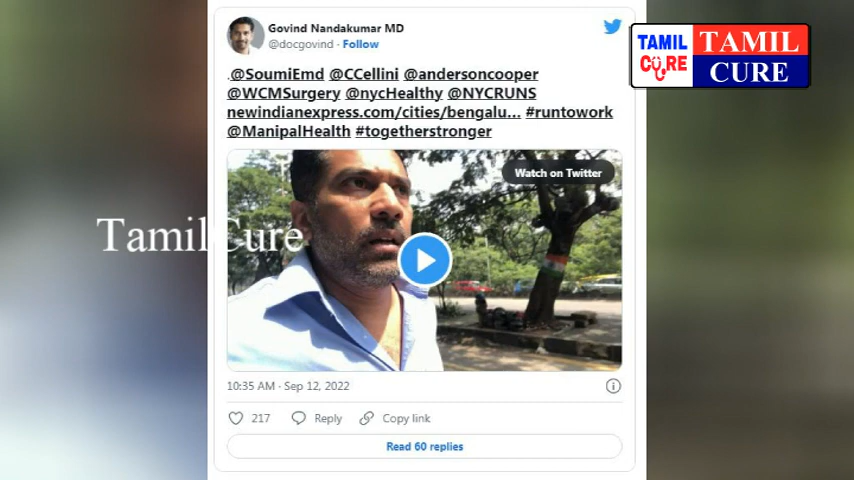 Govind Nandakumar MD
@docgovind · Follow
.@SoumiEmd @CCellini @andersoncooper
@WCMSurgery @nycHealthy @NYCRUNS
newindianexpress.com/cities/bengalu... #runtowork
@ManipalHealth #togetherstronger
Watch on Twitter
10:35 AM · Sep 12, 2022
217 Reply Copy link
Read 60 replies
TAMIL
CURE
TAMIL
CURE
TamilCure